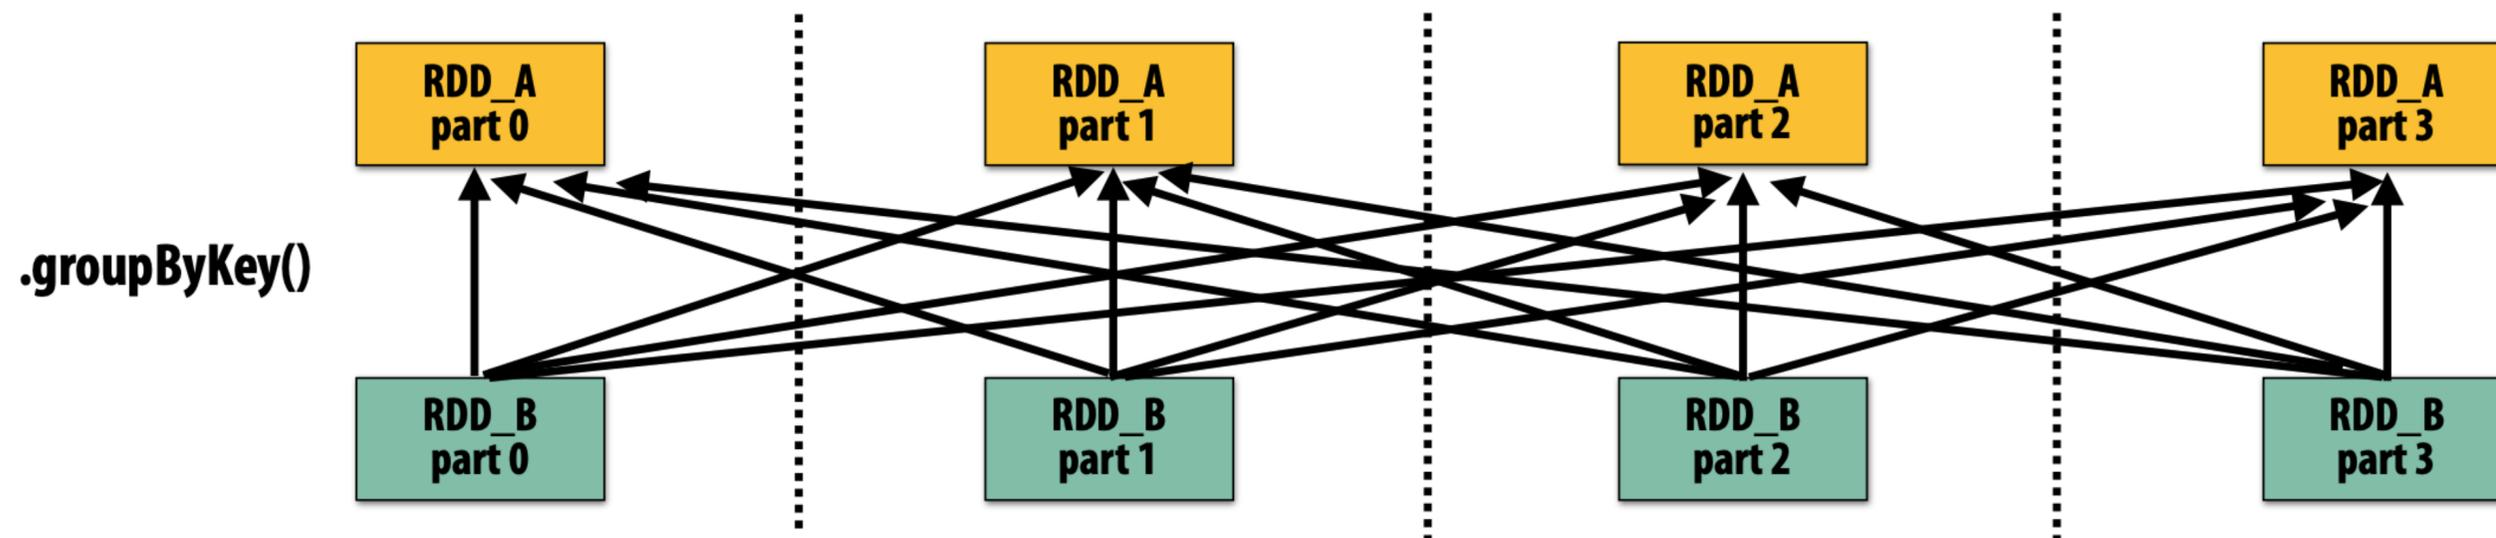 RDD_A
part 0
RDD_A
part 1
RDD_A
part 2
RDD_A
part 3
.groupByKey()
RDD_B
part 0
RDD_B
part 1
RDD_B
part 2
RDD_B
part 3